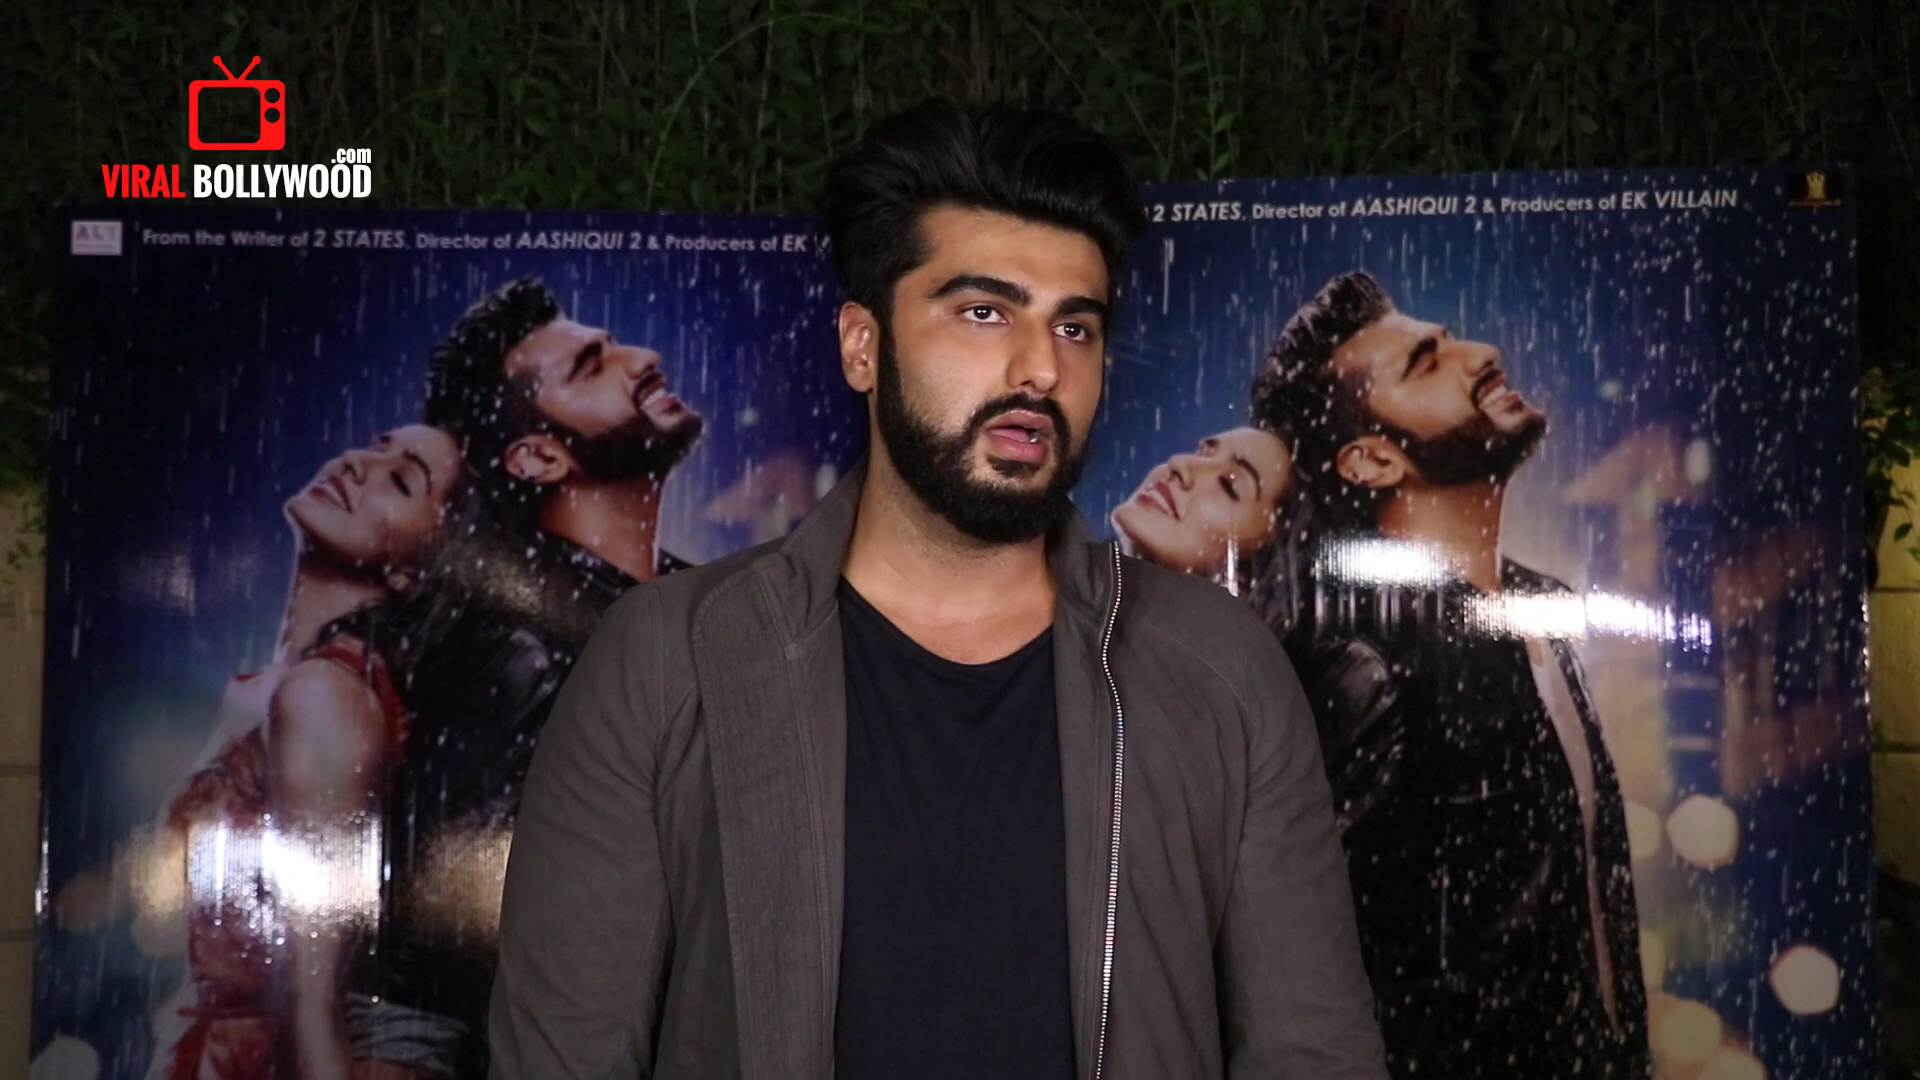 .com
VIRAL BOLLYWOOD
ALT
From the Writer of 2 STATES, Director of AASHIQUI 2 & Producers of EK
2 STATES, Director of AASHIQUI 2 & Producers of EK VILLAIN